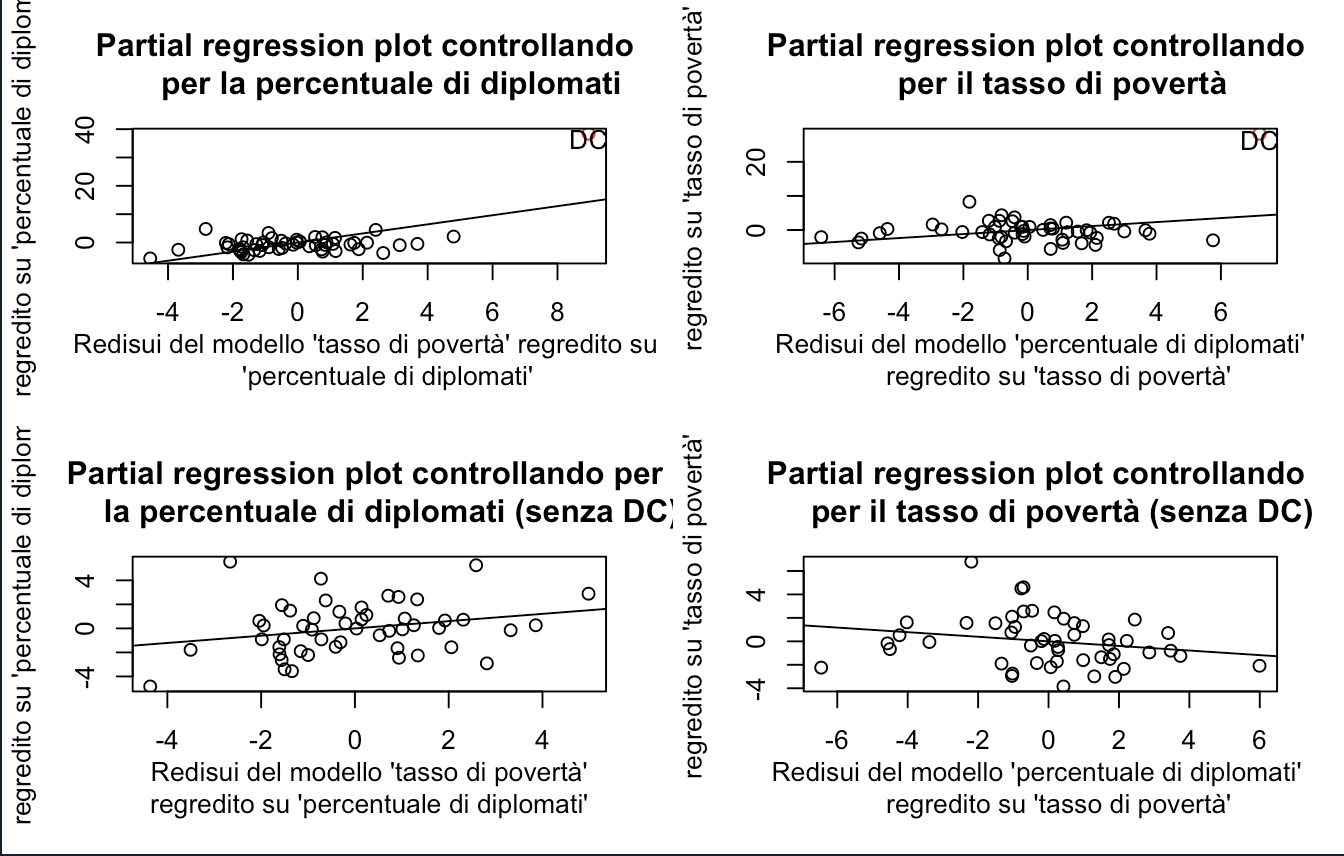 Partial regression plot controllando
per la percentuale di diplomati
regredito su 'percentuale di
40
20
0
DC
-4 -2 0 2 4 6 8
Redisui del modello 'tasso di povertà' regredito su
'percentuale di diplomati'
Partial regression plot controllando
per il tasso di povertà
regredito su 'tasso di povertà'
20
0
DC
-6 -4 -2 0 2 4 6
Redisui del modello 'percentuale di diplomati'
regredito su 'tasso di povertà'
Partial regression plot controllando per
la percentuale di diplomati (senza DC)
regredito su 'percentuale di
4
0
-4
-4 -2 0 2 4
Redisui del modello 'tasso di povertà'
regredito su 'percentuale di diplomati'
Partial regression plot controllando
per il tasso di povertà (senza DC)
regredito su 'tasso di povertà'
4
0
-4
-6 -4 -2 0 2 4 6
Redisui del modello 'percentuale di diplomati'
regredito su 'tasso di povertà'